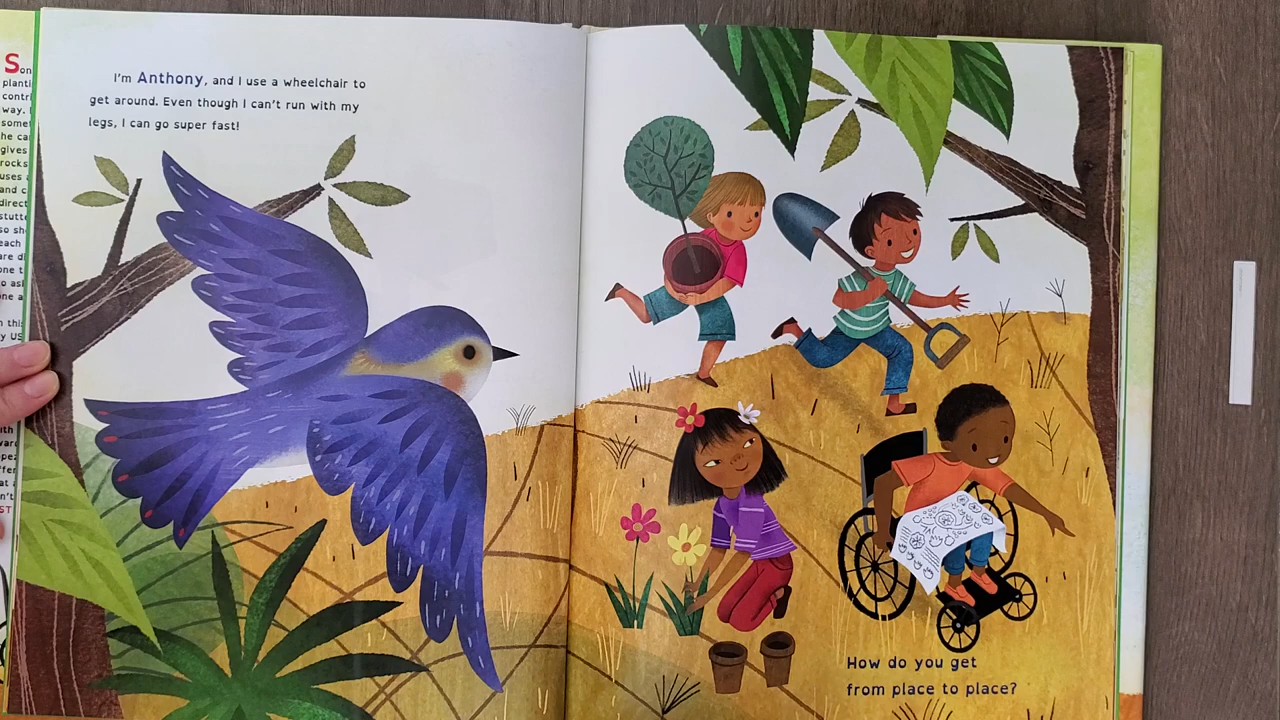 I'm Anthony, and I use a wheelchair to
get around. Even though I can't run with my
legs, I can go super fast!
How do you get
from place to place?